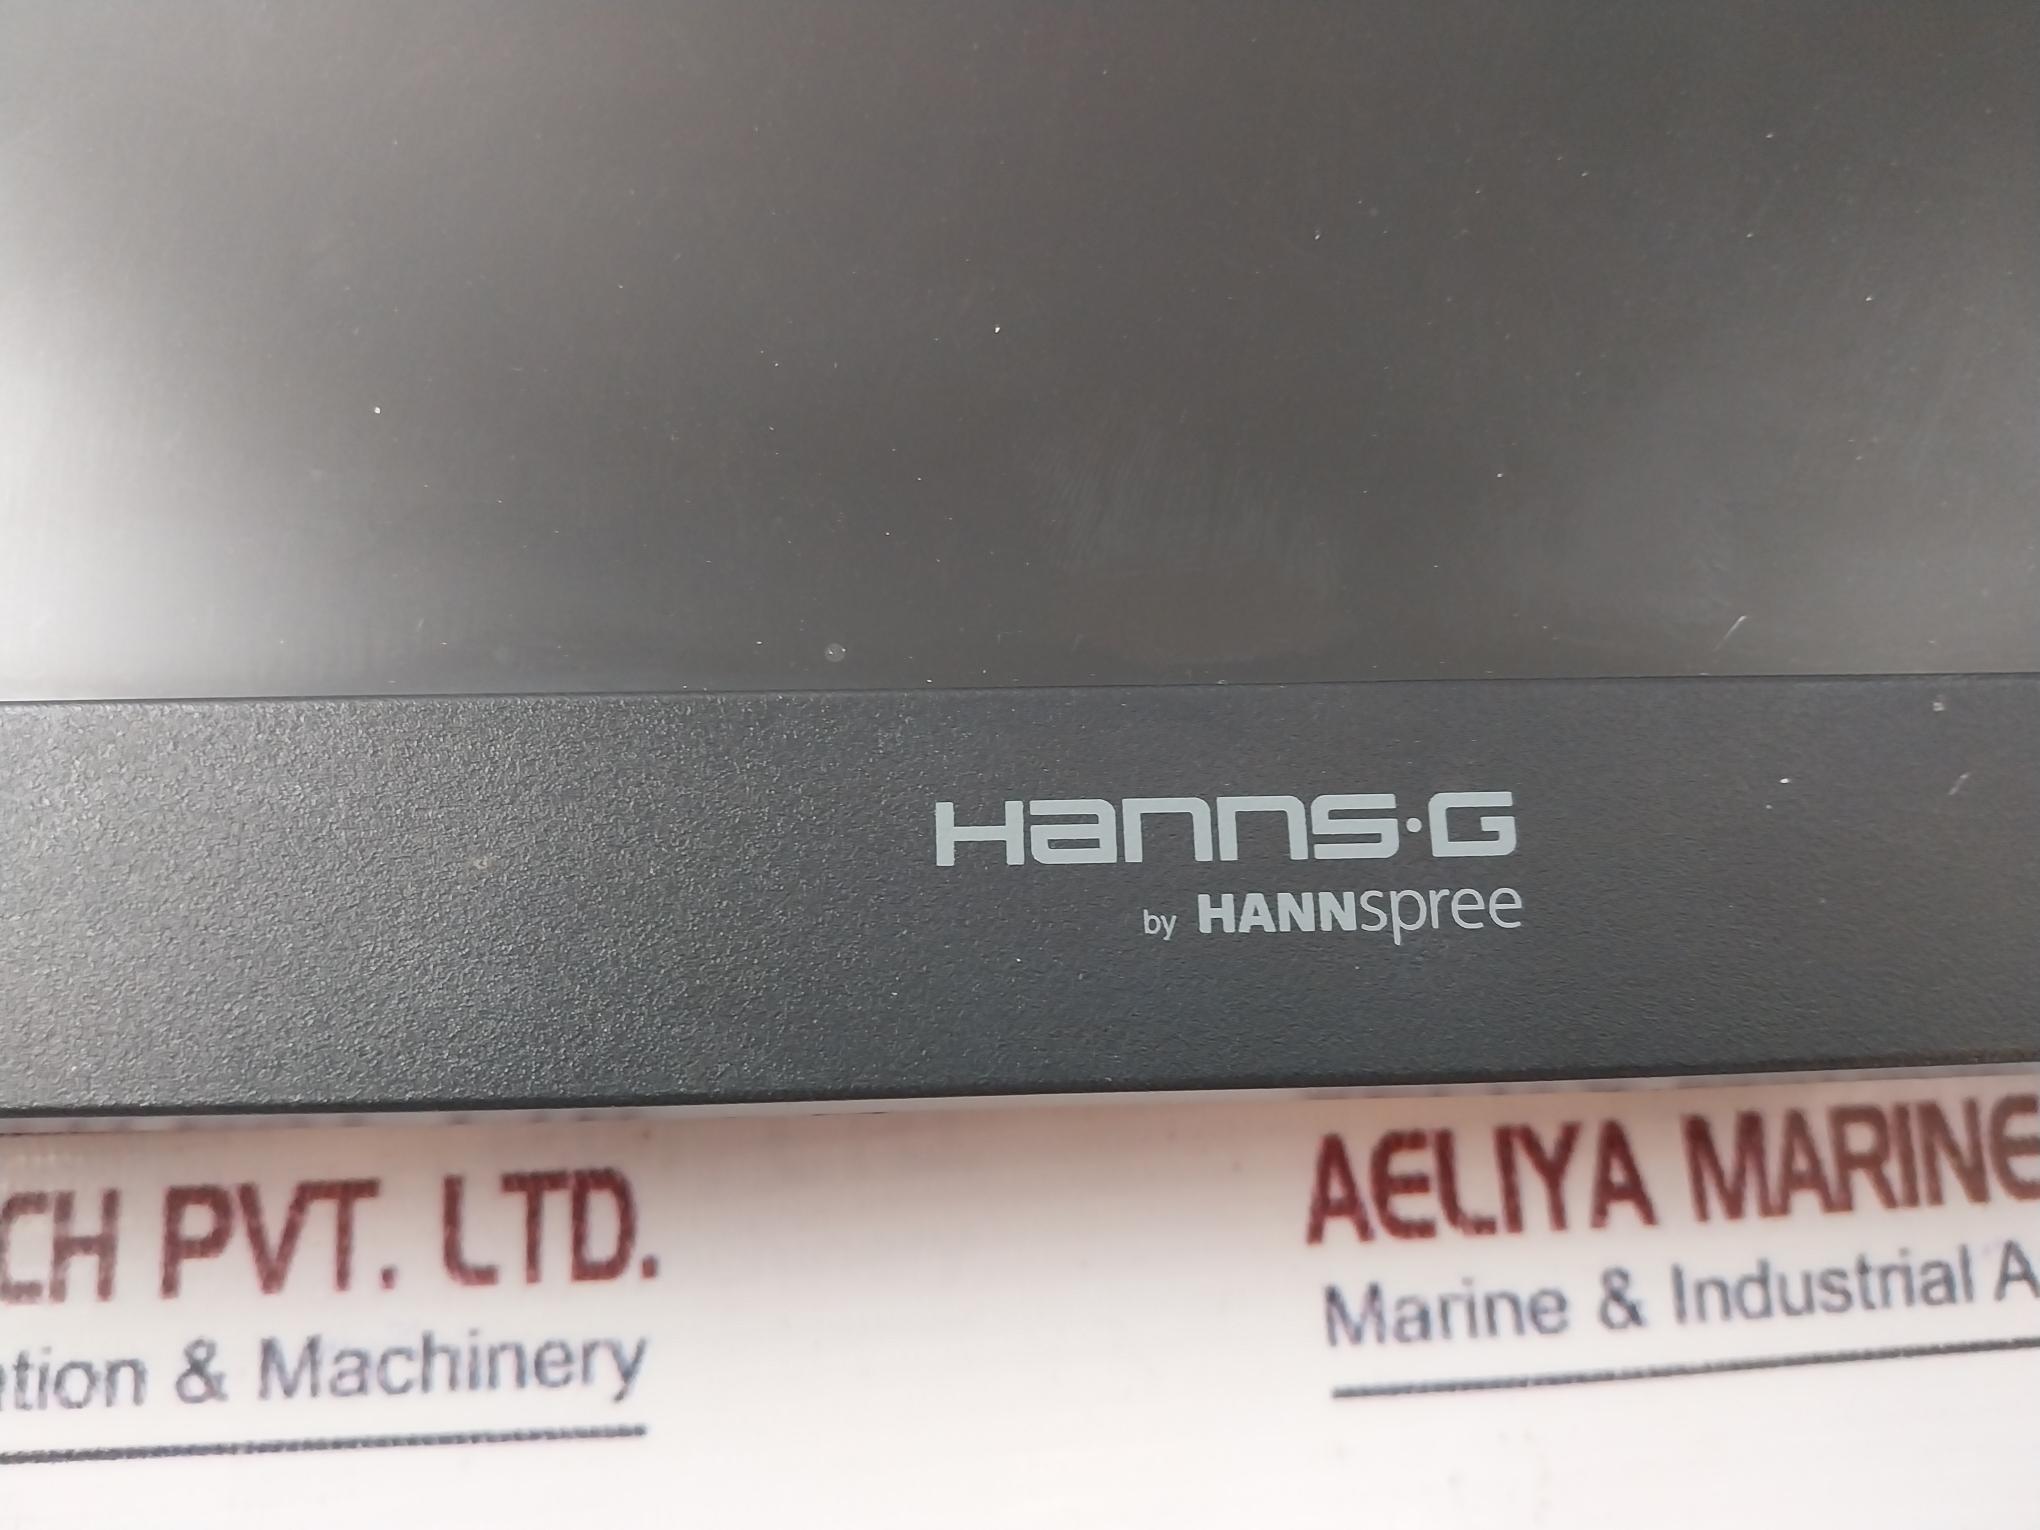 Hanns·G
by HANNspree
CH PVT. LTD.
AELIYA MARINE
tion & Machinery
Marine & Industrial A